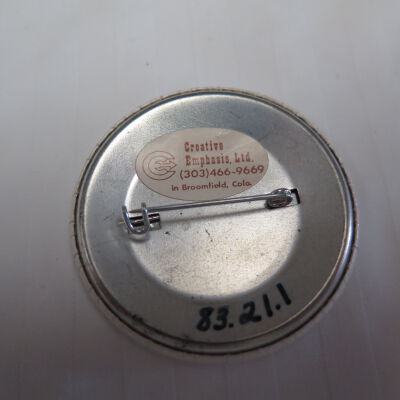 Creative
Emphasis, Ltd.
(303)466-9669
in Broomfield, Colo.
83.21.1